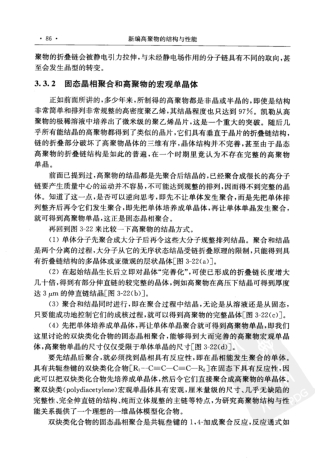 · 86 · 新编高聚物的结构与性能
聚物的折叠链会被静电引力拉伸,与未经静电场作用的分子链具有不同的取向,甚
至会发生晶型的转变。
3.3.2 固态晶相聚合和高聚物的宏观单晶体
正如前面所讲的,多少年来,所制得的高聚物都是非晶或半晶的,即使是结构
非常简单和排列非常规整的高密度聚乙烯,其结晶程度也只达到 97%。凯勒从高
聚物的极稀溶液中培养出了(折叠链)聚乙烯片晶,这是一个重大的突破。随后几
乎所有能结晶的高聚物都得到了类似的片晶,它们具有垂直于晶片的折叠链结构,
链的折叠部分破坏了高聚物晶体的三维有序,晶体结构并不完善,甚至由于晶态
高聚物的折叠链结构是如此的普遍,在一个时期里竟认为不存在完整的高聚物
单晶。
前面已提到过,高聚物的结晶都是先聚合后结晶的,已经聚合成很长的高分子
链要产生质量中心的运动并不容易,不可能达到规整的排列,因而得不到完整的晶
体。知道了这一点,是否可以逆向思考,即先不让单体发生聚合,而是先把单体排
列整齐后再令它们发生聚合,即先把单体培养成单晶体,再让单体单晶发生聚合,
就可得到高聚物单晶,这正是固态晶相聚合。
再回到图 3-22 来比较一下高聚物的结晶方式。
(1) 单体分子先聚合成大分子后再令这些大分子规整排列结晶。聚合和结晶
是两个分离的过程,大分子从它的无序状态结晶受链折叠原理的限制,只能得到具
有折叠链结构的多晶体或亚微观的层状单晶[图 3-22(a)]。
(2) 在起始结晶生长后立即对晶体“完善化”,可使已形成的折叠链长度增大
几十倍,得到有部分伸直链的较完整的晶体,例如高聚物在高压下结晶可得到厚度
达 3 μm 的伸直链结晶[图 3-22(b)]。
(3) 聚合和结晶同时进行,即在聚合过程中结晶,无论是从溶液还是从固态,
只要能成功地控制它们的成核过程,就可以得到宏观的完整的晶体[图 3-22(c)]。
(4) 先把单体培养成单晶体,再让单体单晶聚合就可得到高聚物单晶,即我们
这里讨论的以双炔类化合物的固态晶相聚合,能够得到大而完善的高聚物宏观单晶
体,高聚物单晶的尺寸仅仅受限于单体单晶的尺寸[图 3-22(d)]。
要先结晶后聚合,就必须找到晶相具有反应性,即在晶相能发生聚合的单体。
具有共轭叁键的双炔类化合物[R₁—C≡C—C≡C—R₂]在固态下具有反应性,因
此可以把双炔类化合物先培养成单晶体,然后令它们直接聚合成高聚物的单晶体。
聚双炔类(polydiacetylene)宏观高聚物单晶体具有宏观、厘米量级的尺寸、几乎无缺陷的
完整性、完全伸直的链结构、纯而立体整的主链等特点,为研究高聚物结构与性
能关系提供了一个理想的一维晶体模型化合物。
双炔类化合物的固态晶相聚合是共轭叁键的 1,4-加成聚合反应,反应通式如